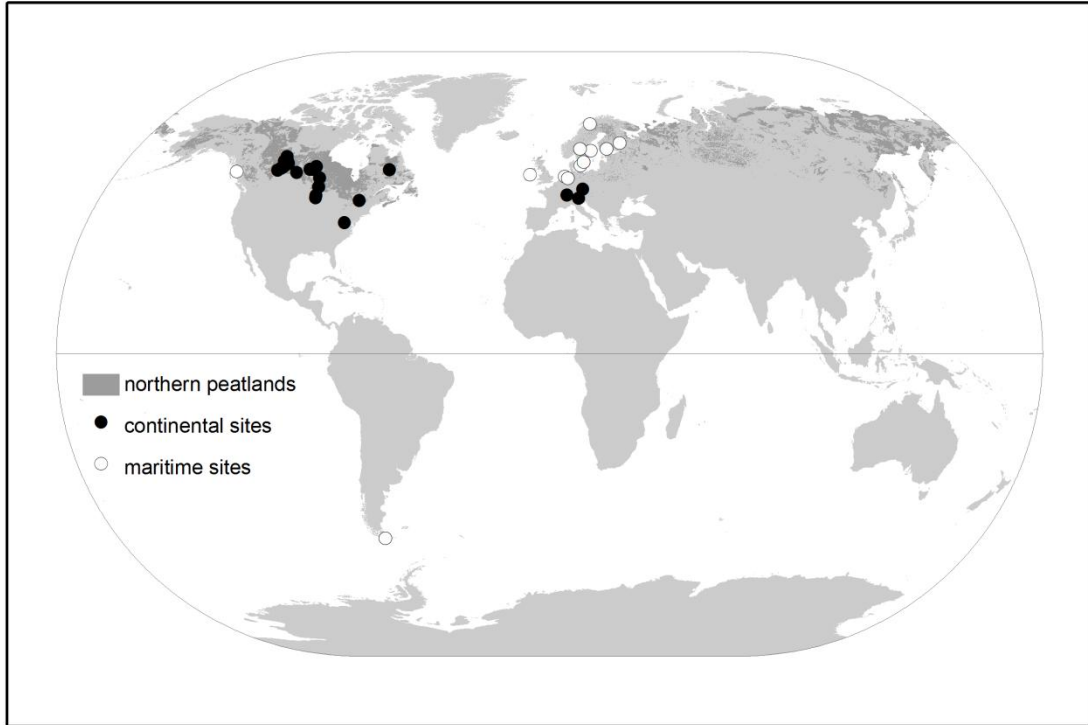 northern peatlands
continental sites
maritime sites